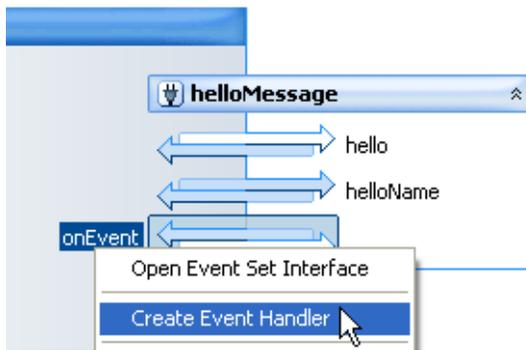 helloMessage
hello
helloName
onEvent
Open Event Set Interface
Create Event Handler